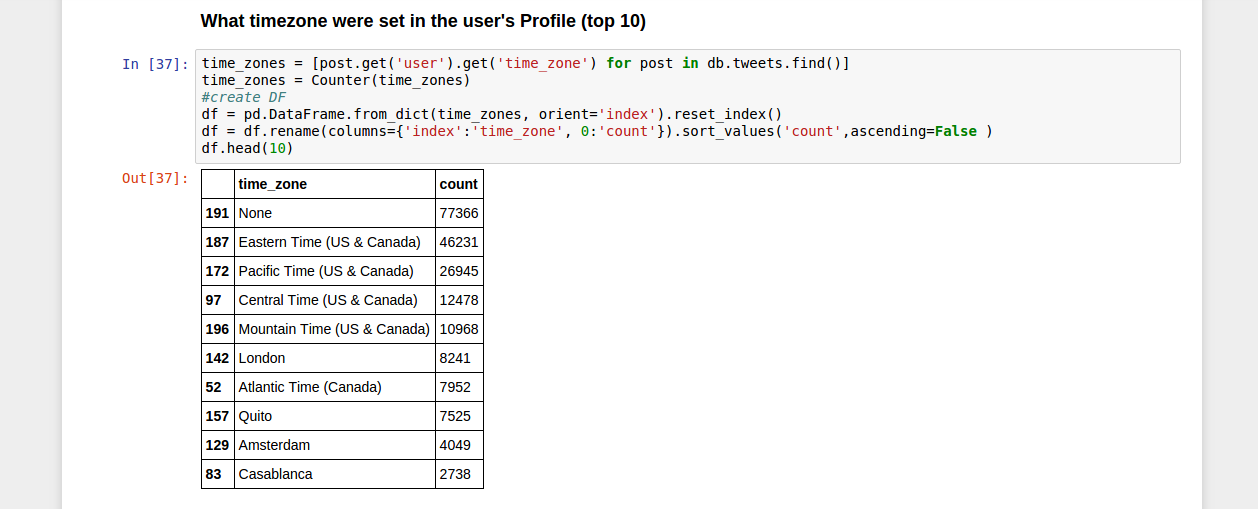 What timezone were set in the user's Profile (top 10)
In [37]:
time_zones = [post.get('user').get('time_zone') for post in db.tweets.find()]
time_zones = Counter(time_zones)
#create DF
df = pd.DataFrame.from_dict(time_zones, orient='index').reset_index()
df = df.rename(columns={'index':'time_zone', 0:'count'}).sort_values('count',ascending=False )
df.head(10)
Out[37]:
time_zone count
191 None 77366
187 Eastern Time (US & Canada) 46231
172 Pacific Time (US & Canada) 26945
97 Central Time (US & Canada) 12478
196 Mountain Time (US & Canada) 10968
142 London 8241
52 Atlantic Time (Canada) 7952
157 Quito 7525
129 Amsterdam 4049
83 Casablanca 2738